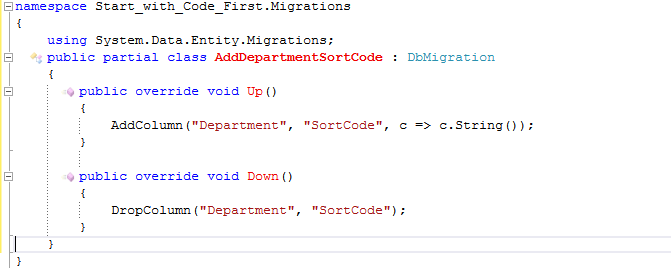 namespace Start_with_Code_First.Migrations
{
    using System.Data.Entity.Migrations;
    public partial class AddDepartmentSortCode : DbMigration
    {
        public override void Up()
        {
            AddColumn("Department", "SortCode", c => c.String());
        }
        public override void Down()
        {
            DropColumn("Department", "SortCode");
        }
    }
}